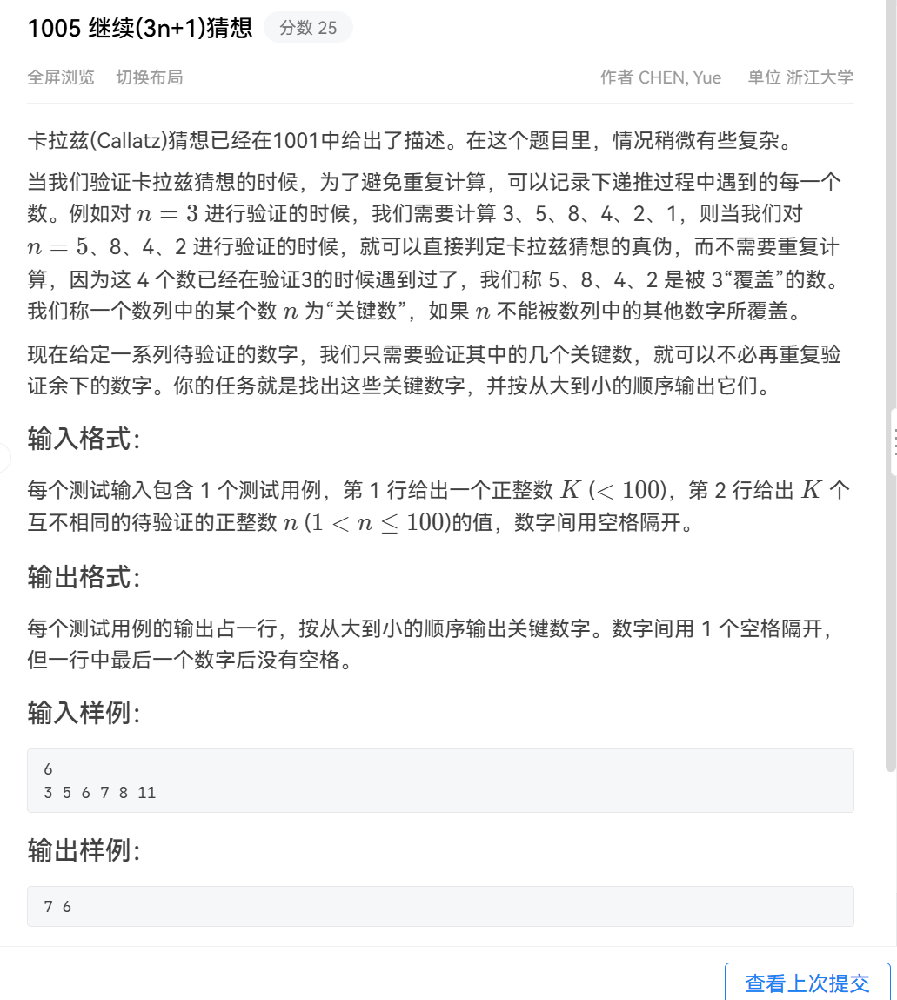 1005 继续(3n+1)猜想 分数 25
全屏浏览 切换布局 作者 CHEN, Yue 单位 浙江大学
卡拉兹(Callatz)猜想已经在1001中给出了描述。在这个题目里，情况稍微有些复杂。
当我们验证卡拉兹猜想的时候，为了避免重复计算，可以记录下递推过程中遇到的每一个
数。例如对 n = 3 进行验证的时候，我们需要计算 3、5、8、4、2、1，则当我们对
n = 5、8、4、2 进行验证的时候，就可以直接判定卡拉兹猜想的真伪，而不需要重复计
算，因为这 4 个数已经在验证3的时候遇到过了，我们称 5、8、4、2 是被 3“覆盖”的数。
我们称一个数列中的某个数 n 为“关键数”，如果 n 不能被数列中的其他数字所覆盖。
现在给定一系列待验证的数字，我们只需要验证其中的几个关键数，就可以不必再重复验
证余下的数字。你的任务就是找出这些关键数字，并按从大到小的顺序输出它们。
输入格式：
每个测试输入包含 1 个测试用例，第 1 行给出一个正整数 K (< 100)，第 2 行给出 K 个
互不相同的待验证的正整数 n (1 < n ≤ 100)的值，数字间用空格隔开。
输出格式：
每个测试用例的输出占一行，按从大到小的顺序输出关键数字。数字间用 1 个空格隔开，
但一行中最后一个数字后没有空格。
输入样例：
6
3 5 6 7 8 11
输出样例：
7 6
查看上次提交